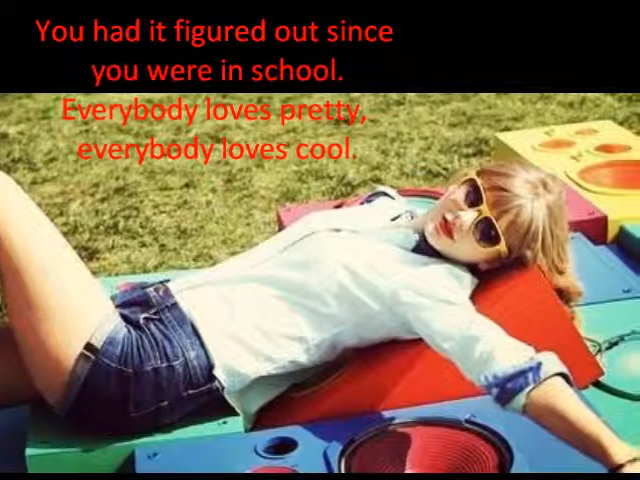 You had it figured out since
you were in school.
Everybody loves pretty,
everybody loves cool.